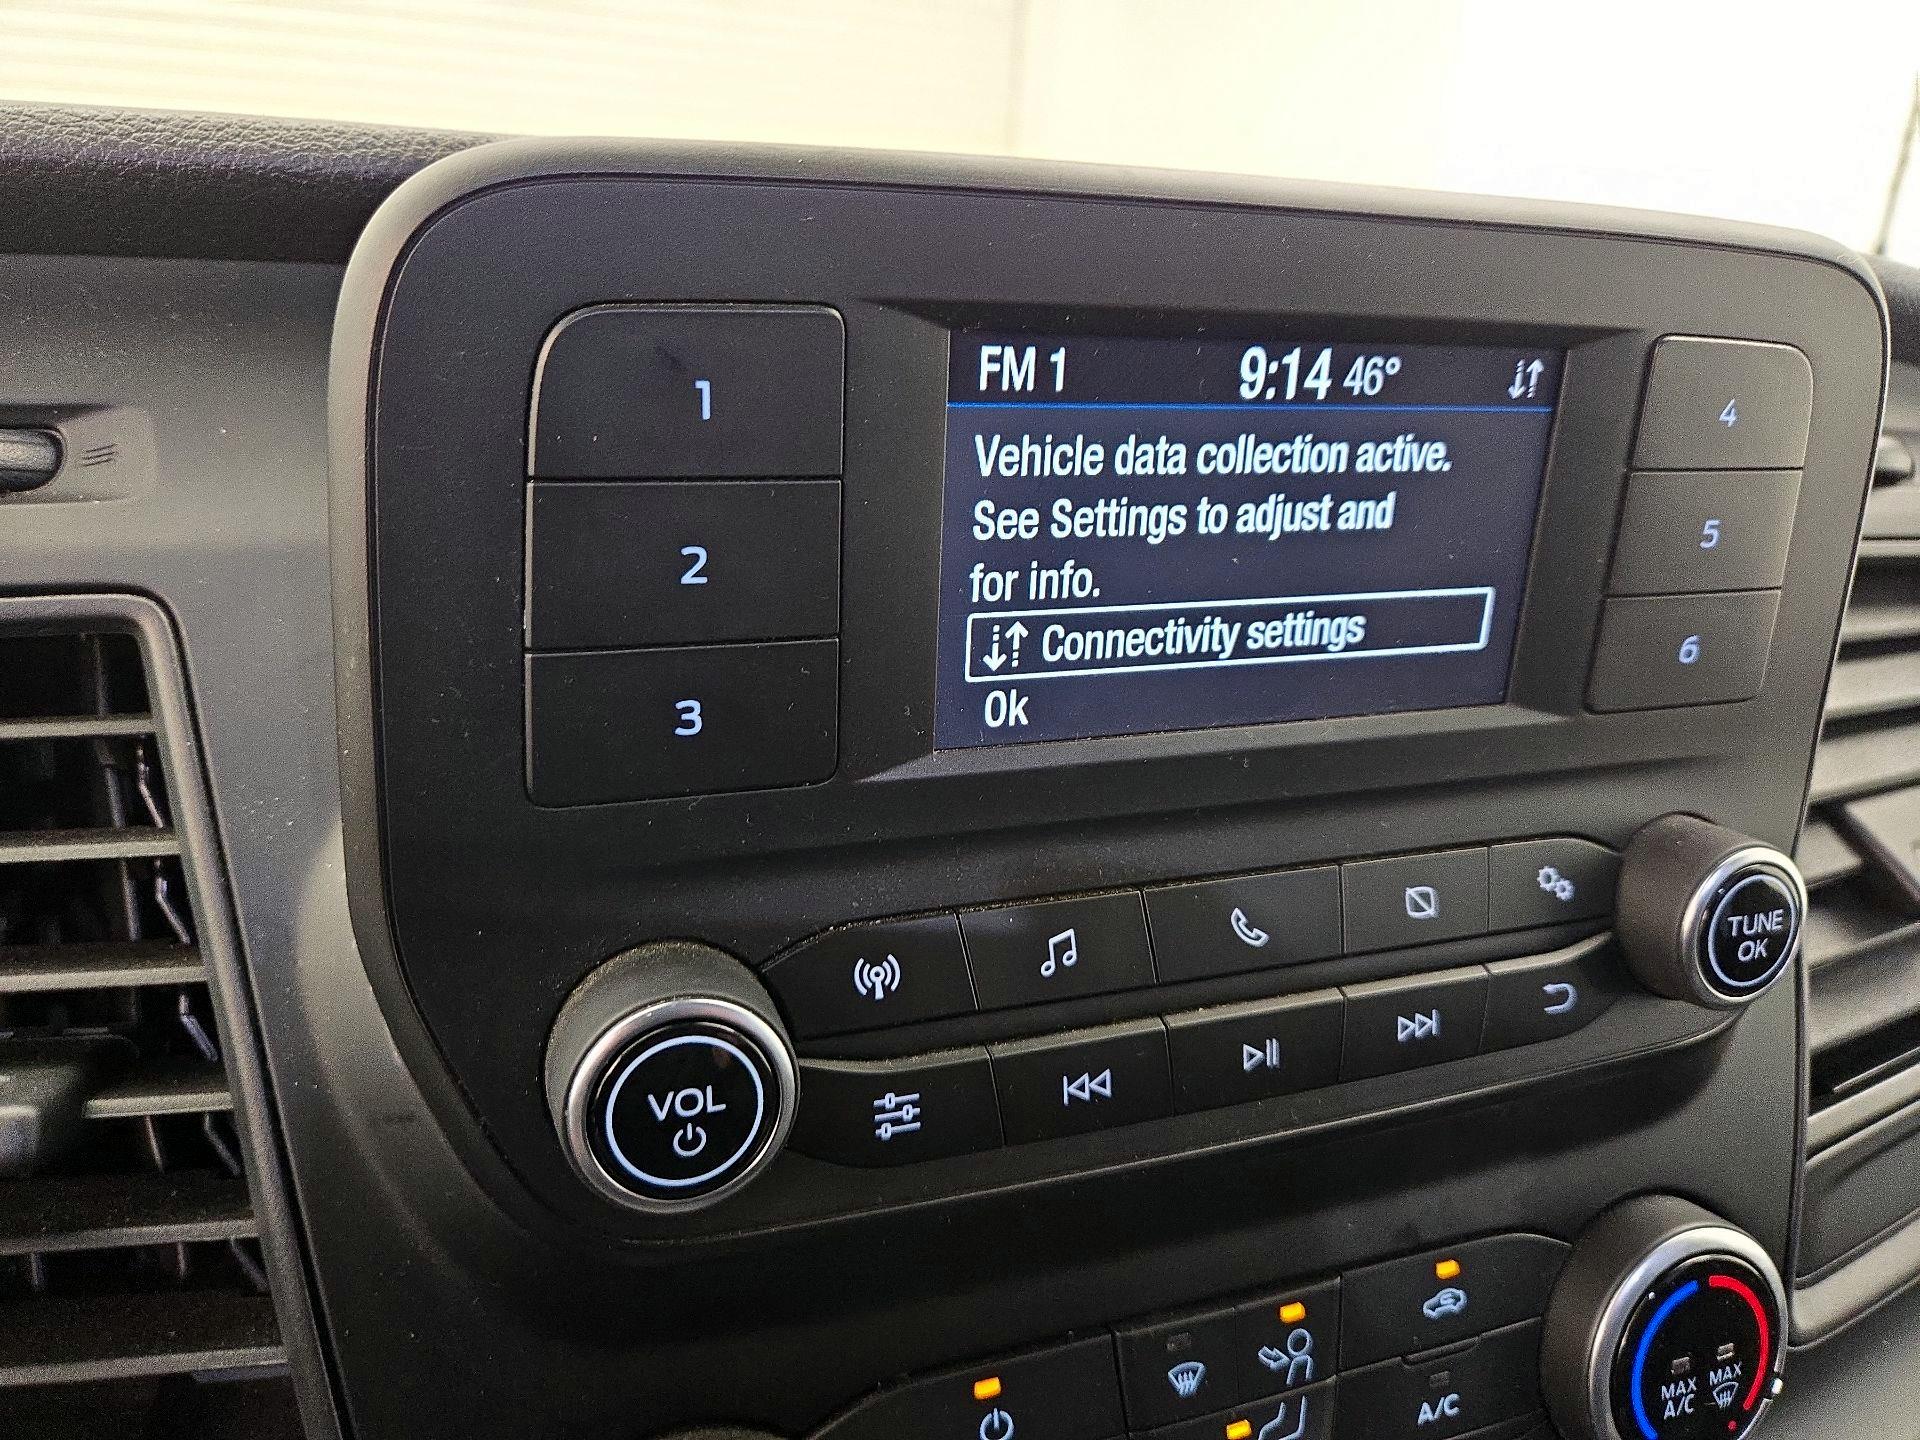 1
2
3
FM 1 9:14 46°
Vehicle data collection active.
See Settings to adjust and
for info.
Connectivity settings
Ok
4
5
6
TUNE
OK
VOL
A/C
MAX
A/C
MAX